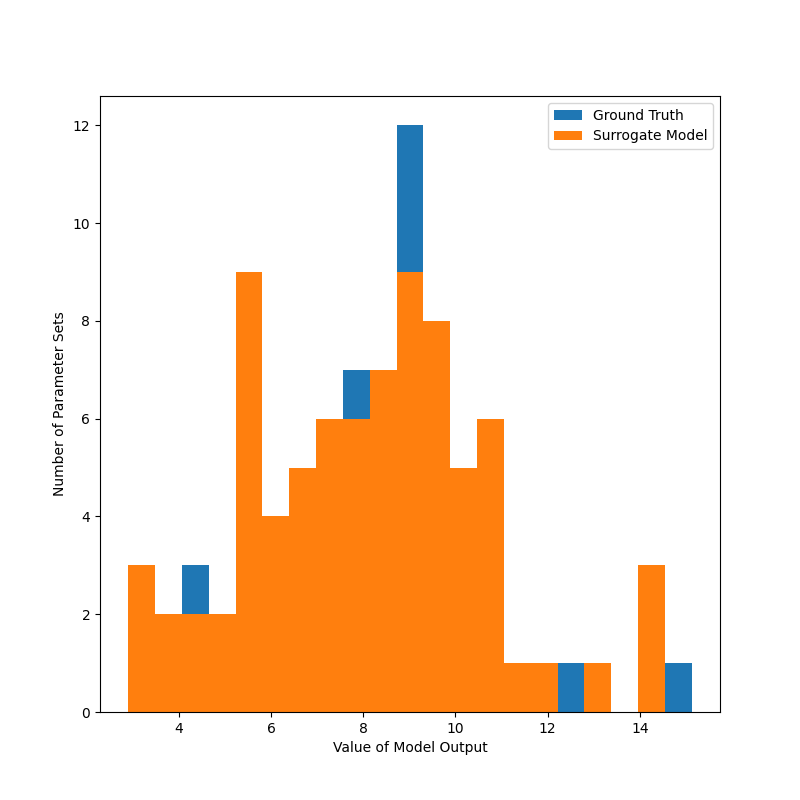 Ground Truth
Surrogate Model
12
10
8
6
4
2
0
Number of Parameter Sets
4 6 8 10 12 14
Value of Model Output